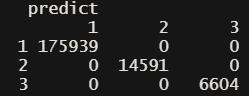 predict
1 2 3
1 175939 0 0
2 0 14591 0
3 0 0 6604